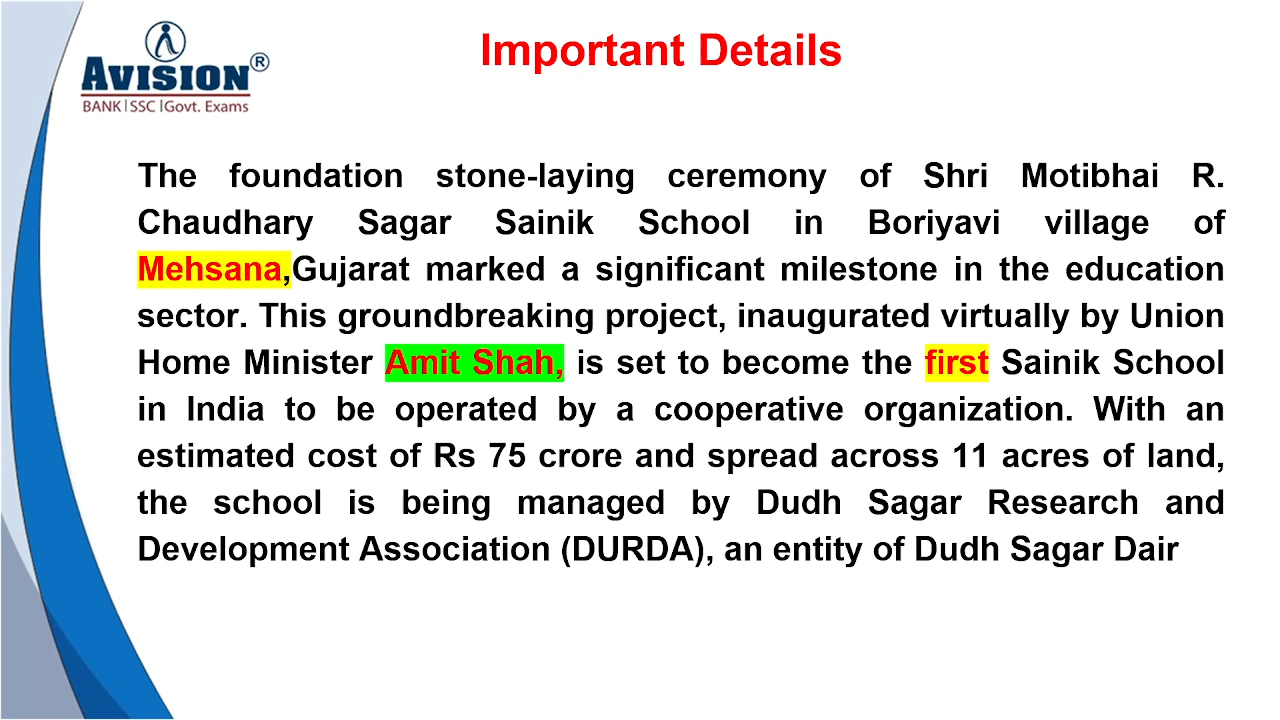 Important Details
AVISION®
BANK|SSC|Govt. Exams
The foundation stone-laying ceremony of Shri Motibhai R.
Chaudhary Sagar Sainik School in Boriyavi village of
Mehsana,Gujarat marked a significant milestone in the education
sector. This groundbreaking project, inaugurated virtually by Union
Home Minister Amit Shah, is set to become the first Sainik School
in India to be operated by a cooperative organization. With an
estimated cost of Rs 75 crore and spread across 11 acres of land,
the school is being managed by Dudh Sagar Research and
Development Association (DURDA), an entity of Dudh Sagar Dair